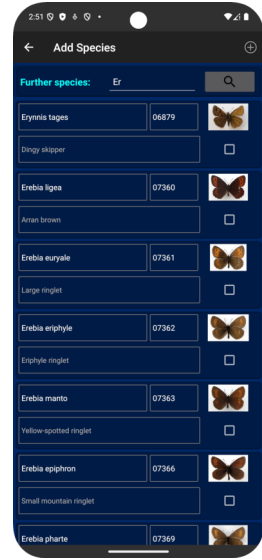 2:51
Add Species
Further species: Er
Erynnis tages 06879
Dingy skipper
Erebia ligea 07360
Arran brown
Erebia euryale 07361
Large ringlet
Erebia eriphyle 07362
Eriphyle ringlet
Erebia manto 07363
Yellow-spotted ringlet
Erebia epiphron 07366
Small mountain ringlet
Erebia pharte 07369